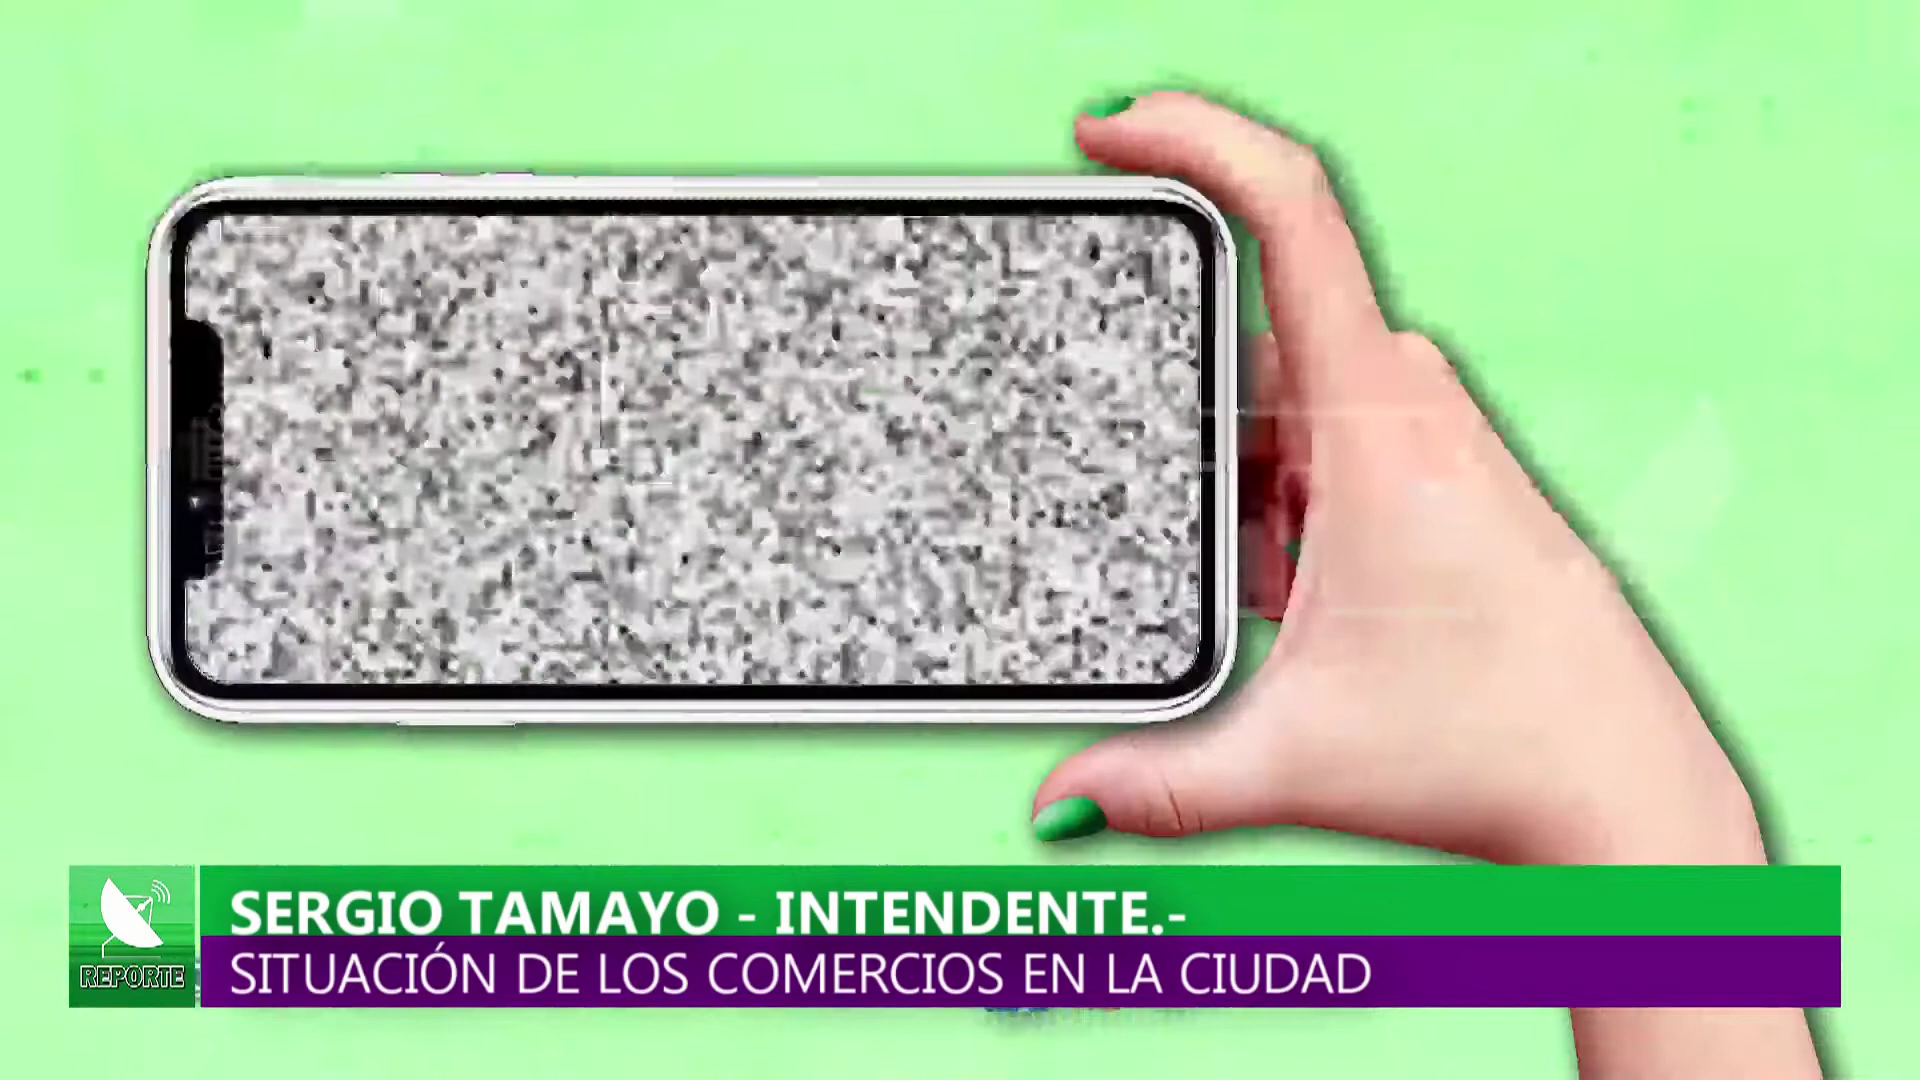 SERGIO TAMAYO - INTENDENTE.-
SITUACIÓN DE LOS COMERCIOS EN LA CIUDAD
REPORTE